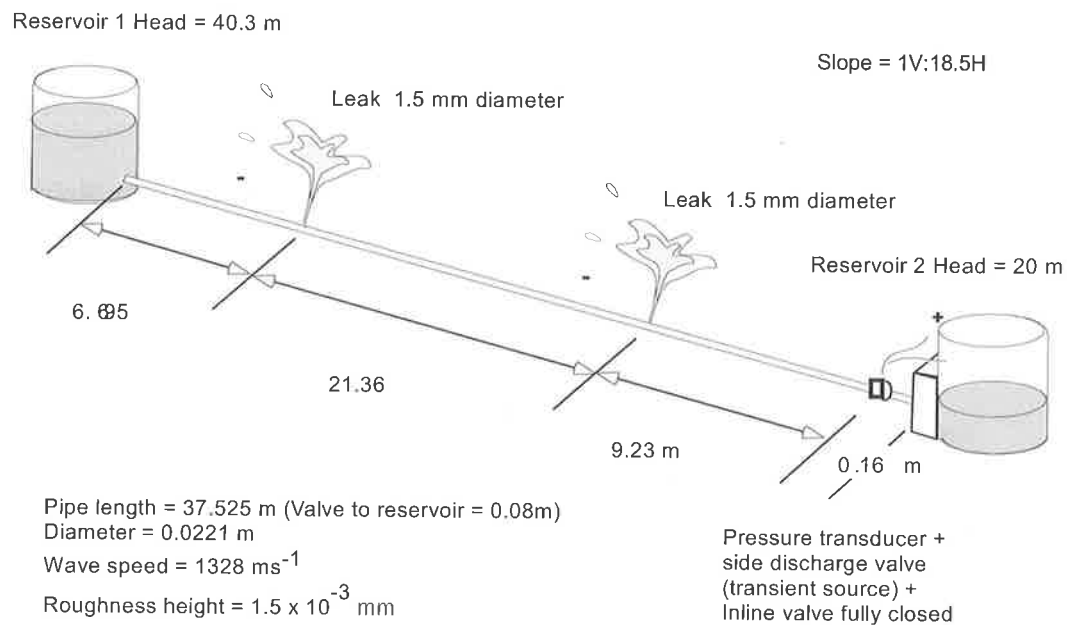 Reservoir 1 Head = 40.3 m
Slope = 1V:18.5H
Leak 1.5 mm diameter
Leak 1.5 mm diameter
Reservoir 2 Head = 20 m
-
-
+
6. 695
21.36
9.23 m
0.16 m
Pipe length = 37.525 m (Valve to reservoir = 0.08m)
Diameter = 0.0221 m
Wave speed = 1328 ms⁻¹
Roughness height = 1.5 x 10⁻³ mm
Pressure transducer +
side discharge valve
(transient source) +
Inline valve fully closed